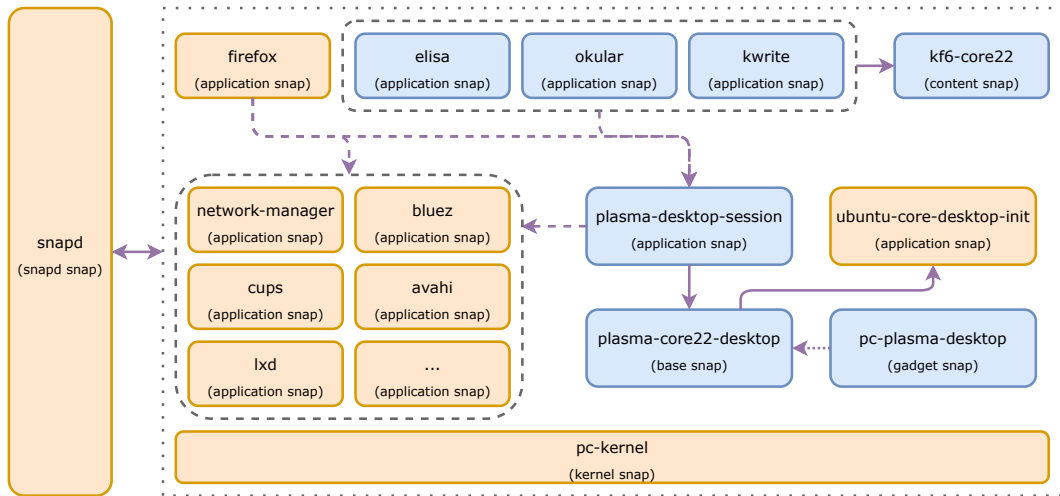 firefox
(application snap)
elisa
(application snap)
okular
(application snap)
kwrite
(application snap)
kf6-core22
(content snap)
snapd
(snapd snap)
network-manager
(application snap)
bluez
(application snap)
plasma-desktop-session
(application snap)
ubuntu-core-desktop-init
(application snap)
cups
(application snap)
avahi
(application snap)
lxd
(application snap)
...
(application snap)
plasma-core22-desktop
(base snap)
pc-plasma-desktop
(gadget snap)
pc-kernel
(kernel snap)